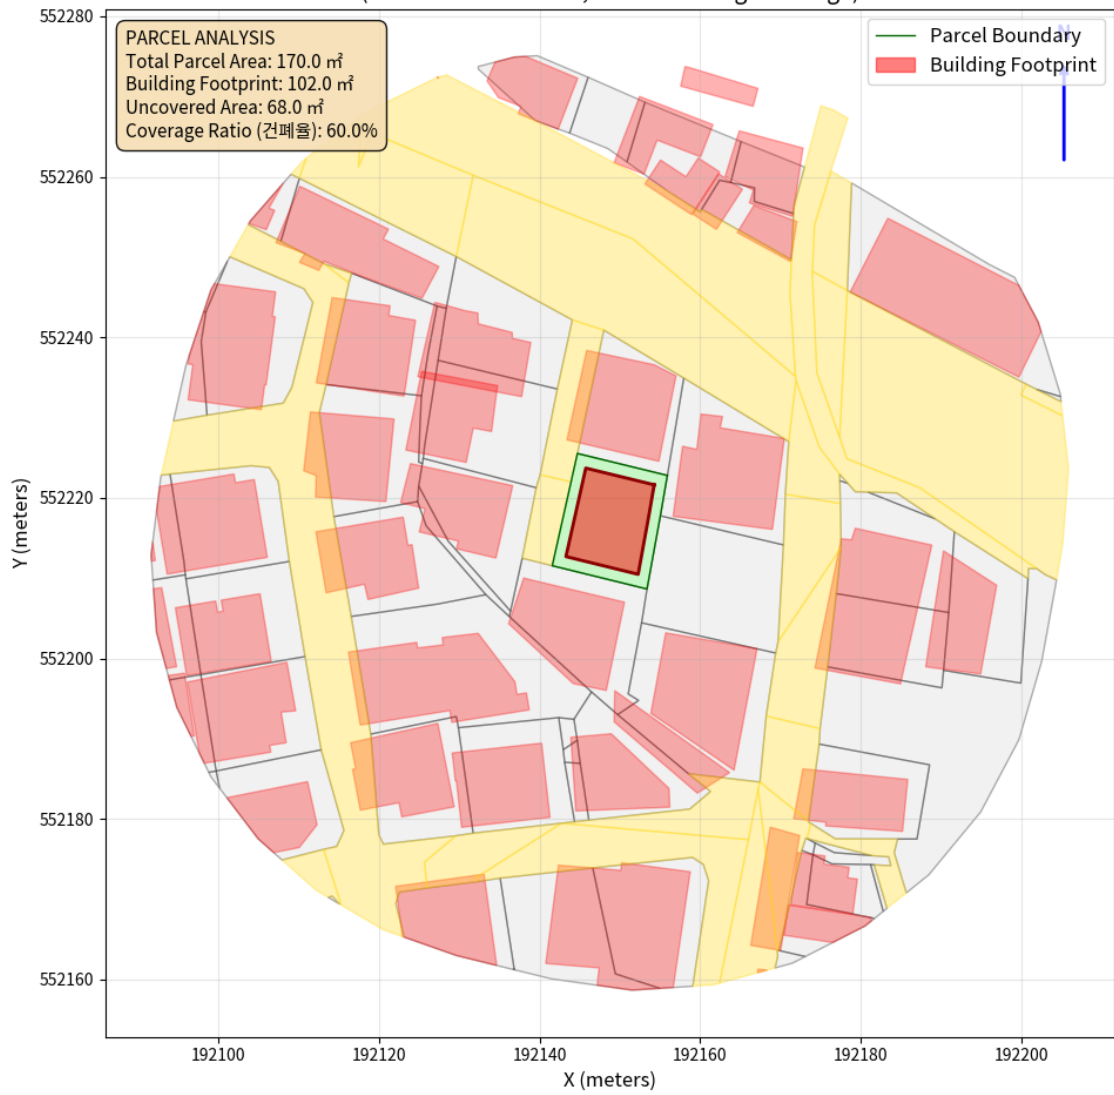 PARCEL ANALYSIS
Total Parcel Area: 170.0 ㎡
Building Footprint: 102.0 ㎡
Uncovered Area: 68.0 ㎡
Coverage Ratio (건폐율): 60.0%
Parcel Boundary
Building Footprint
N
552280
552260
552240
552220
552200
552180
552160
Y (meters)
192100
192120
192140
192160
192180
192200
X (meters)